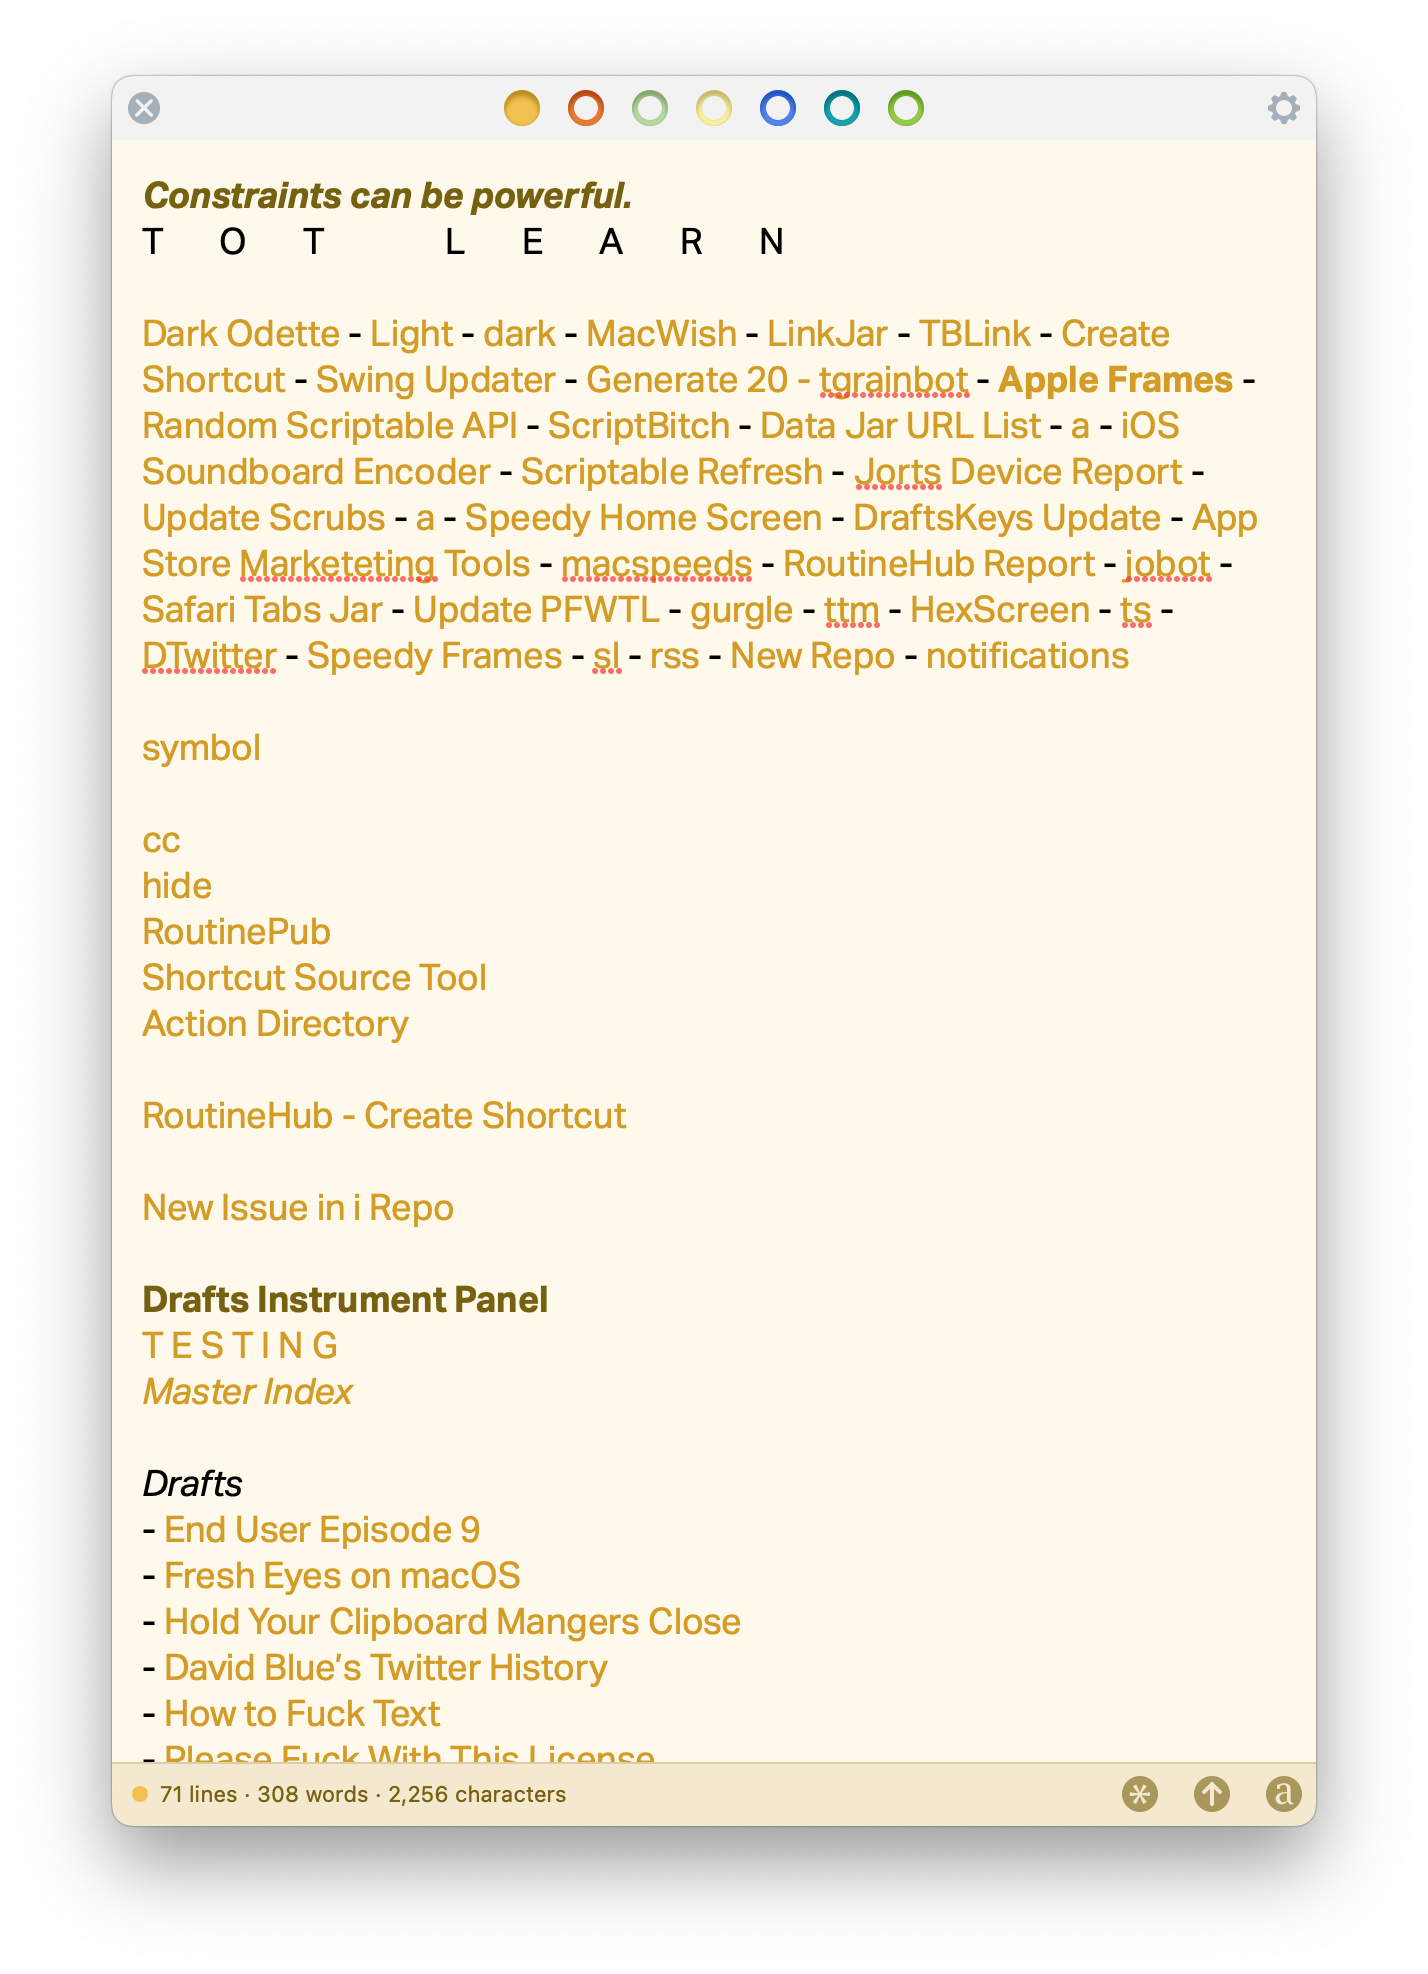 Constraints can be powerful.
T O T   L E A R N
Dark Odette - Light - dark - MacWish - LinkJar - TBLink - Create
Shortcut - Swing Updater - Generate 20 - tgrainbot - Apple Frames -
Random Scriptable API - ScriptBitch - Data Jar URL List - a - iOS
Soundboard Encoder - Scriptable Refresh - Jorts Device Report -
Update Scrubs - a - Speedy Home Screen - DraftsKeys Update - App
Store Marketeting Tools - macspeeds - RoutineHub Report - jobot -
Safari Tabs Jar - Update PFWTL - gurgle - ttm - HexScreen - ts -
DTwitter - Speedy Frames - sl - rss - New Repo - notifications
symbol
cc
hide
RoutinePub
Shortcut Source Tool
Action Directory
RoutineHub - Create Shortcut
New Issue in i Repo
Drafts Instrument Panel
T E S T I N G
Master Index
Drafts
- End User Episode 9
- Fresh Eyes on macOS
- Hold Your Clipboard Mangers Close
- David Blue’s Twitter History
- How to Fuck Text
- Please Fuck With This License
71 lines · 308 words · 2,256 characters
a